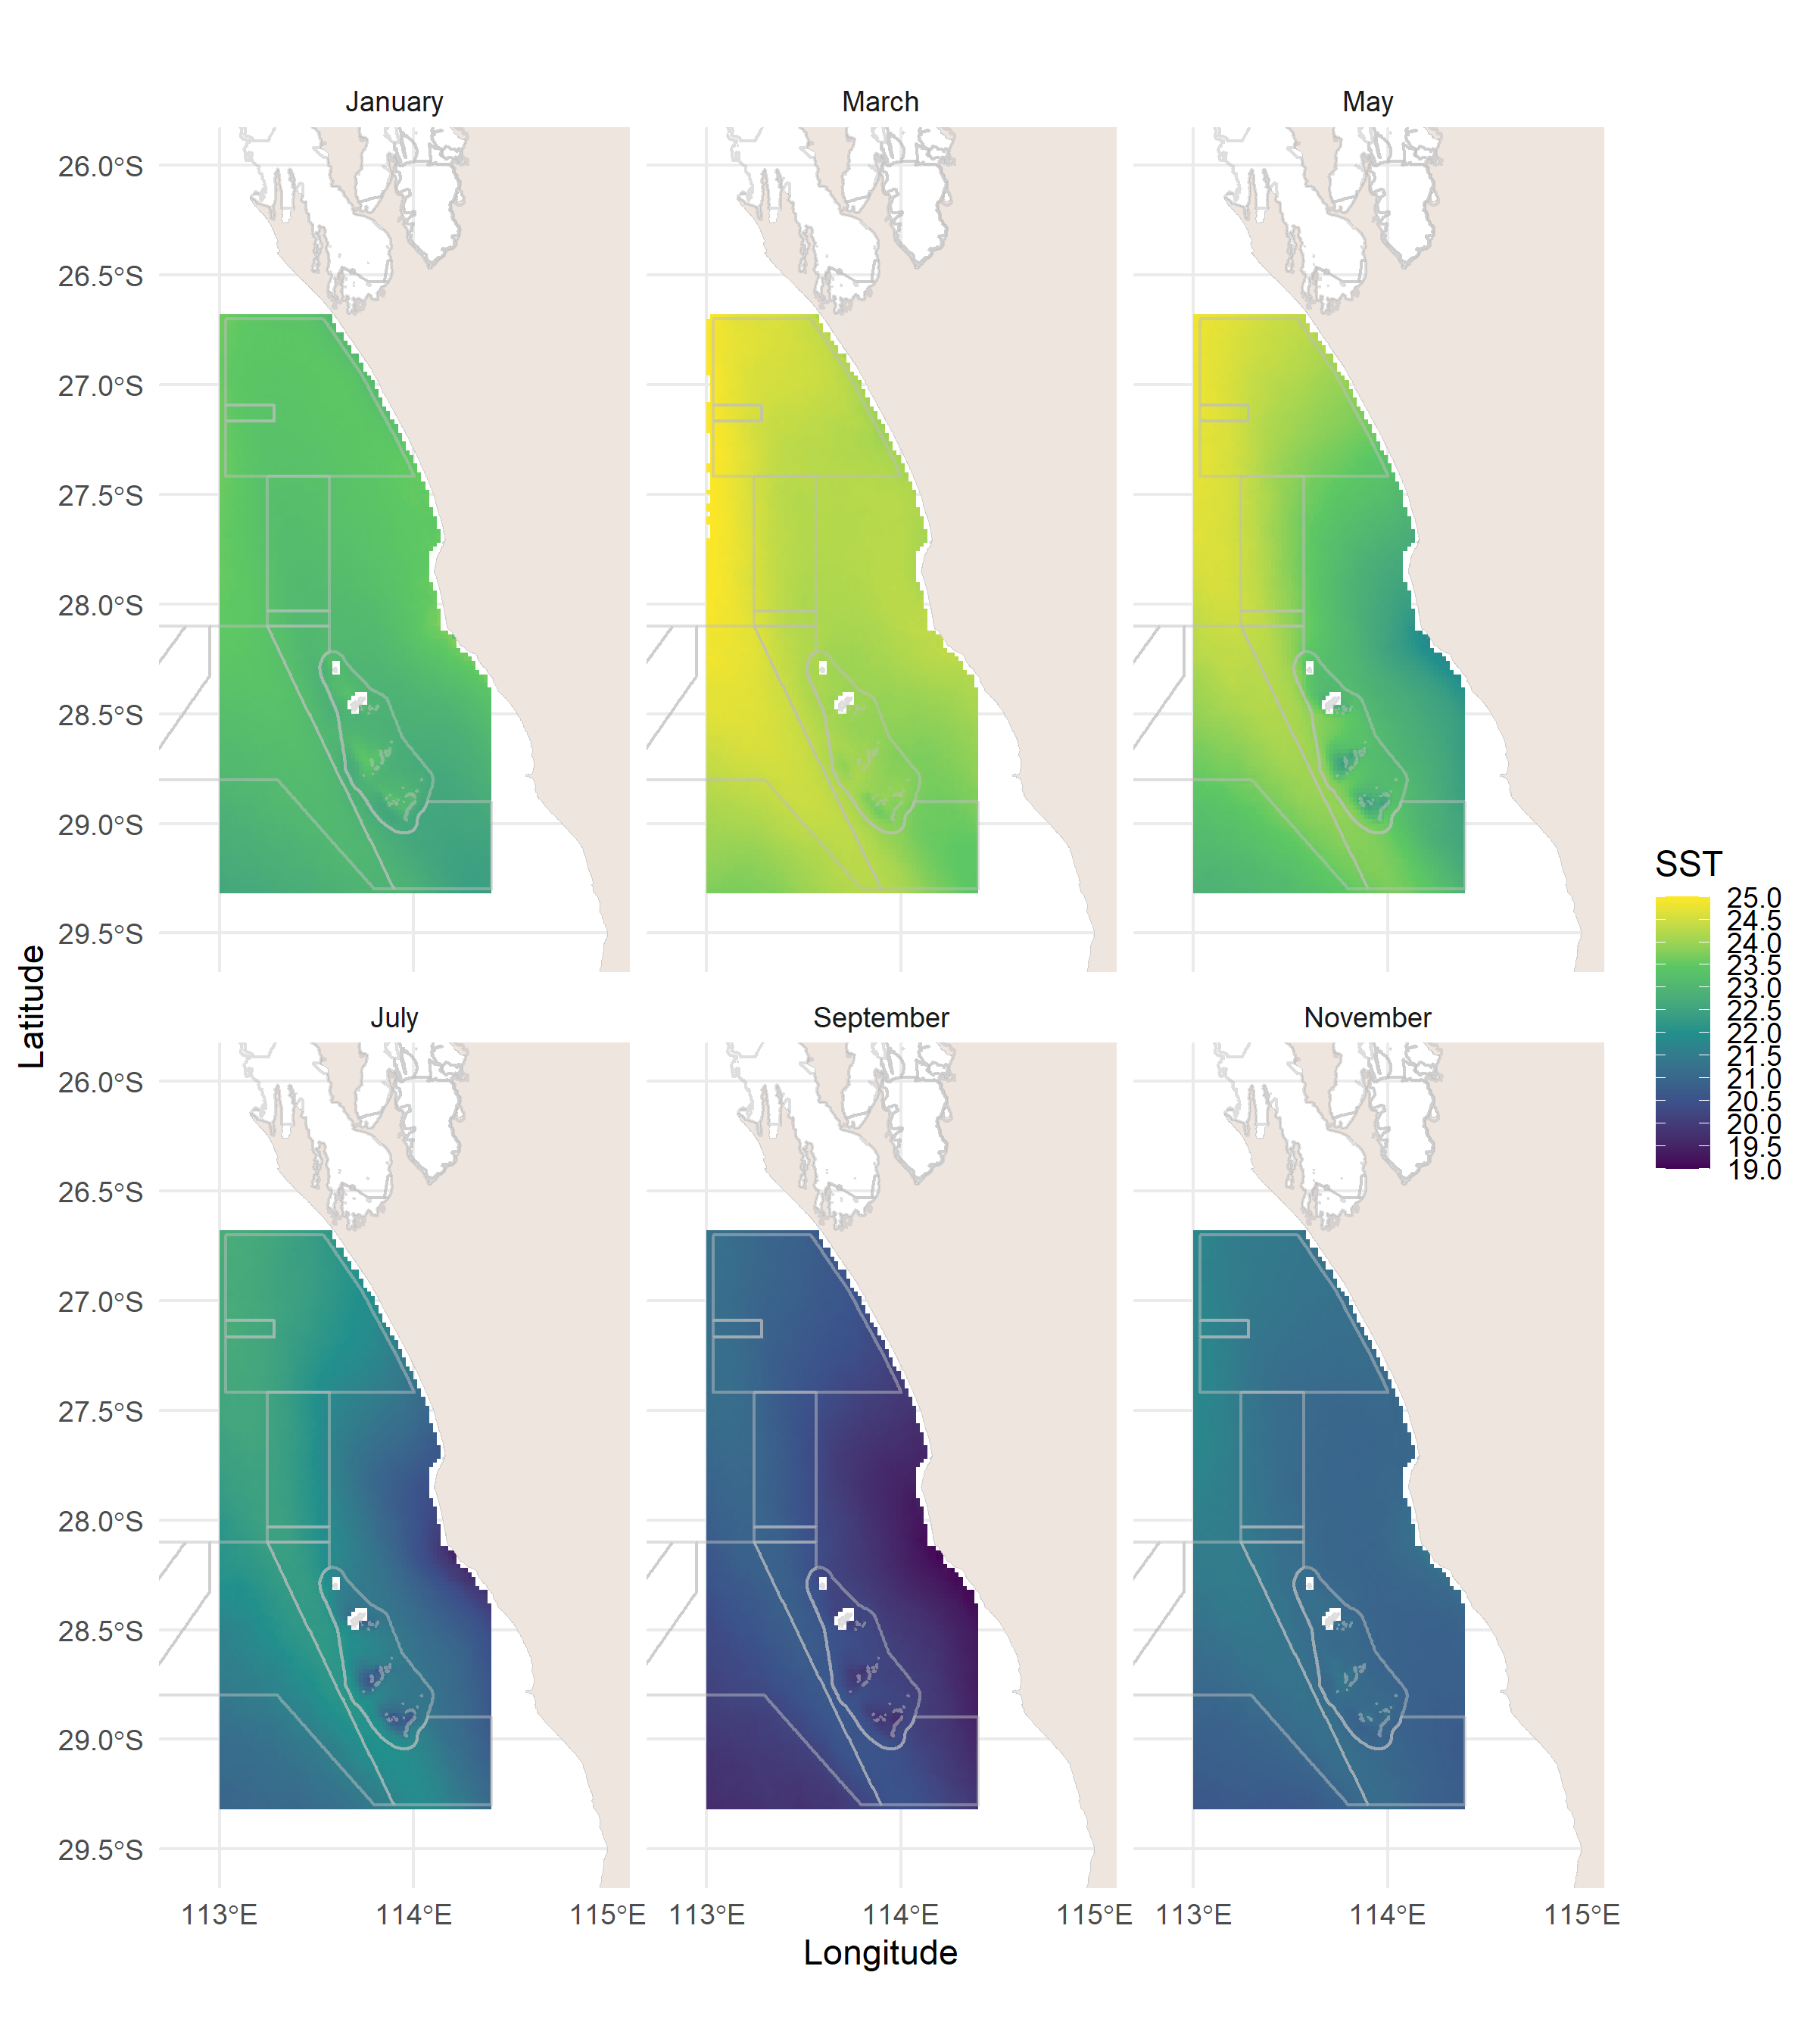 January March May
26.0°S
26.5°S
27.0°S
27.5°S
28.0°S
28.5°S
29.0°S
29.5°S
Latitude
SST
25.0
24.5
24.0
23.5
23.0
22.5
22.0
21.5
21.0
20.5
20.0
19.5
19.0
July September November
26.0°S
26.5°S
27.0°S
27.5°S
28.0°S
28.5°S
29.0°S
29.5°S
113°E 114°E 115°E 113°E 114°E 115°E 113°E 114°E 115°E
Longitude